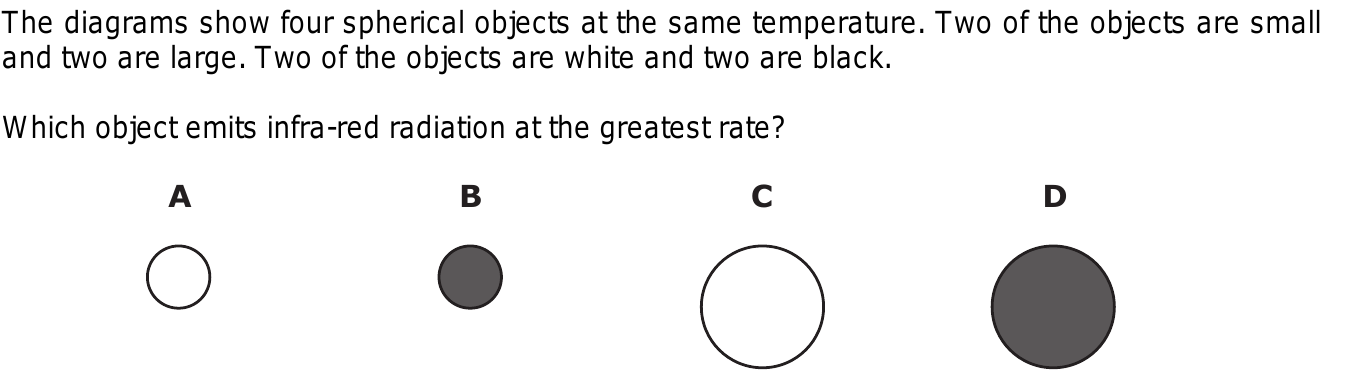 The diagrams show four spherical objects at the same temperature. Two of the objects are small
and two are large. Two of the objects are white and two are black.
Which object emits infra-red radiation at the greatest rate?
A B C D